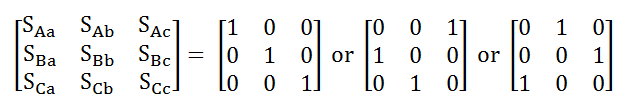 [S_Aa S_Ab S_Ac] [1 0 0] [0 0 1] [0 1 0]
[S_Ba S_Bb S_Bc] = [0 1 0] or [1 0 0] or [0 0 1]
[S_Ca S_Cb S_Cc] [0 0 1] [0 1 0] [1 0 0]